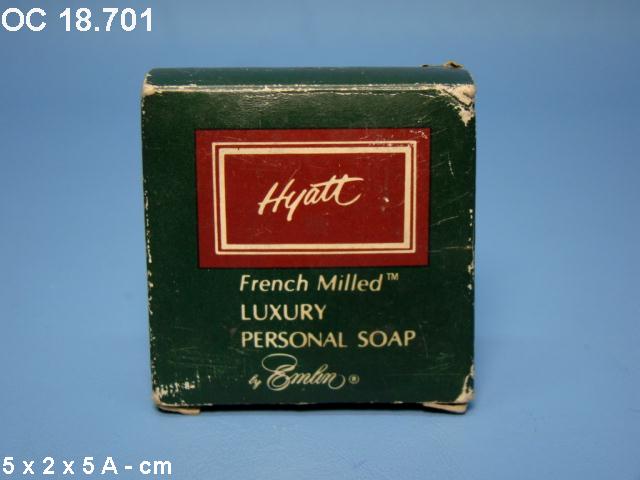 OC 18.701
Hyatt
French Milled™
LUXURY
PERSONAL SOAP
by Emlin®
5 x 2 x 5 A - cm